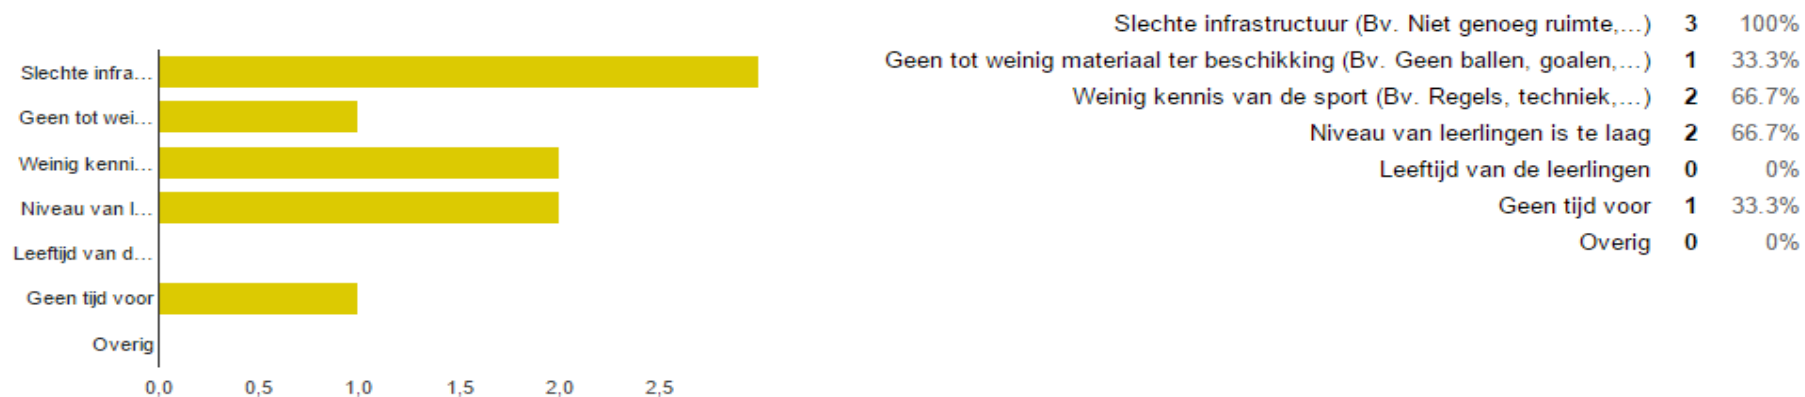 Slechte infra...
Geen tot wei...
Weinig kenni...
Niveau van l...
Leeftijd van d...
Geen tijd voor
Overig
0,0 0,5 1,0 1,5 2,0 2,5
Slechte infrastructuur (Bv. Niet genoeg ruimte,...) 3 100%
Geen tot weinig materiaal ter beschikking (Bv. Geen ballen, goalen,...) 1 33.3%
Weinig kennis van de sport (Bv. Regels, techniek,...) 2 66.7%
Niveau van leerlingen is te laag 2 66.7%
Leeftijd van de leerlingen 0 0%
Geen tijd voor 1 33.3%
Overig 0 0%